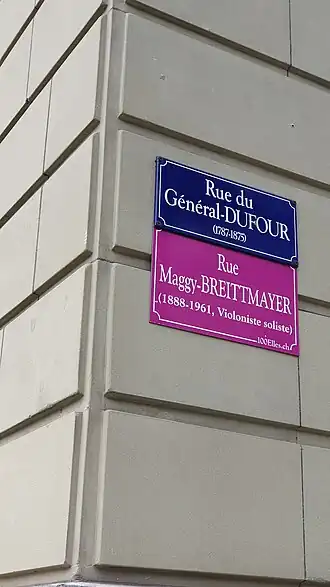 Rue du
Général-DUFOUR
(1787-1875)
Rue
Maggy-BREITTMAYER
(1888-1961, Violoniste soliste)
100Elles.ch